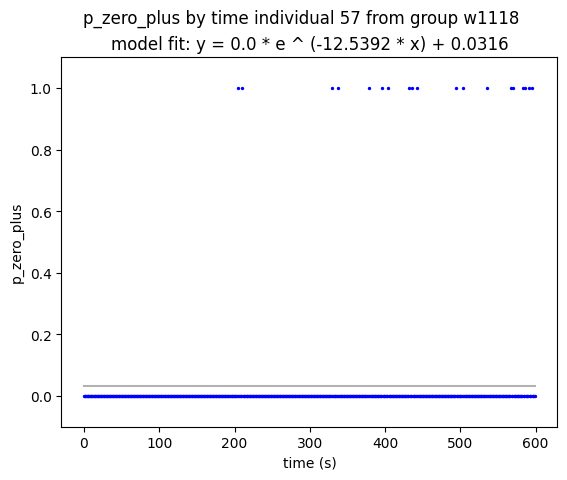 p_zero_plus by time individual 57 from group w1118
model fit: y = 0.0 * e ^ (-12.5392 * x) + 0.0316
1.0
0.8
0.6
p_zero_plus
0.4
0.2
0.0
0 100 200 300 400 500 600
time (s)